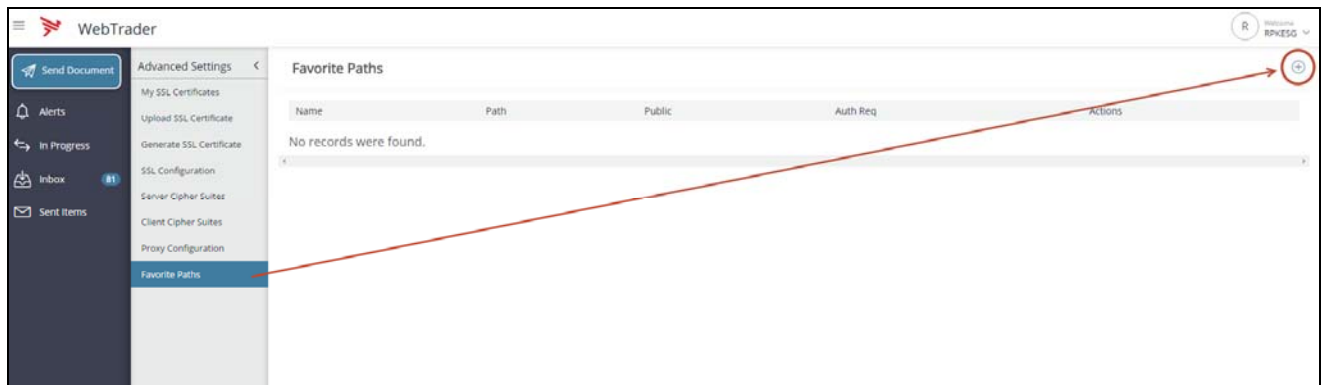 WebTrader
R Welcome
RPKESG
Send Document
Alerts
In Progress
Inbox 81
Sent Items
Advanced Settings
My SSL Certificates
Upload SSL Certificate
Generate SSL Certificate
SSL Configuration
Server Cipher Suites
Client Cipher Suites
Proxy Configuration
Favorite Paths
Favorite Paths
Name Path Public Auth Req Actions
No records were found.